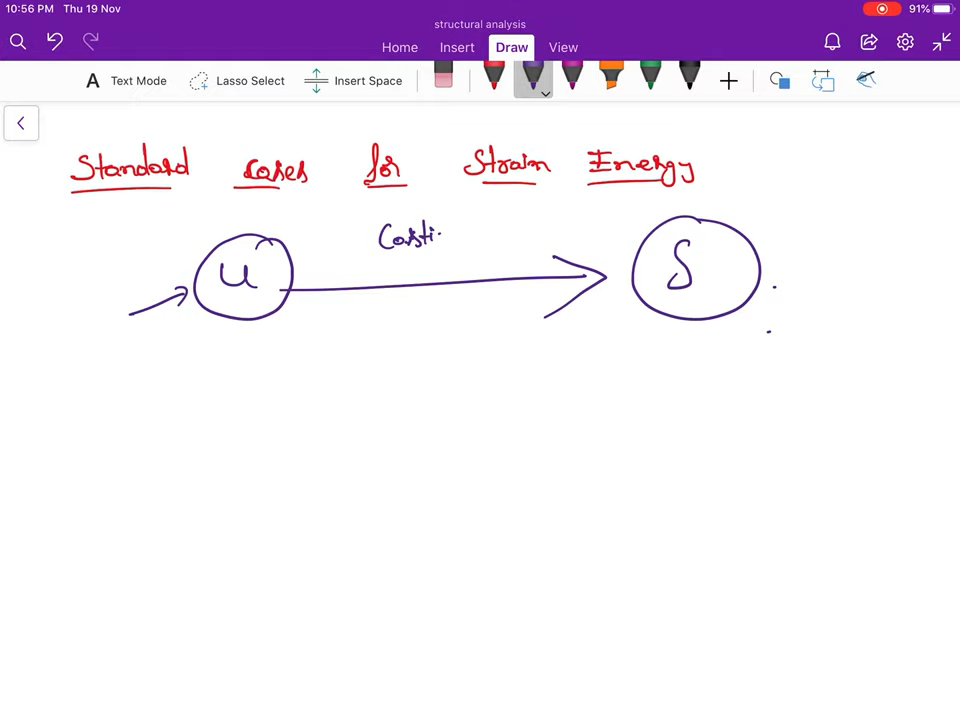 10:56 PM Thu 19 Nov 91%
structural analysis
Home Insert Draw View
A Text Mode Lasso Select Insert Space
Standard cases for Strain Energy
Casti
U δ